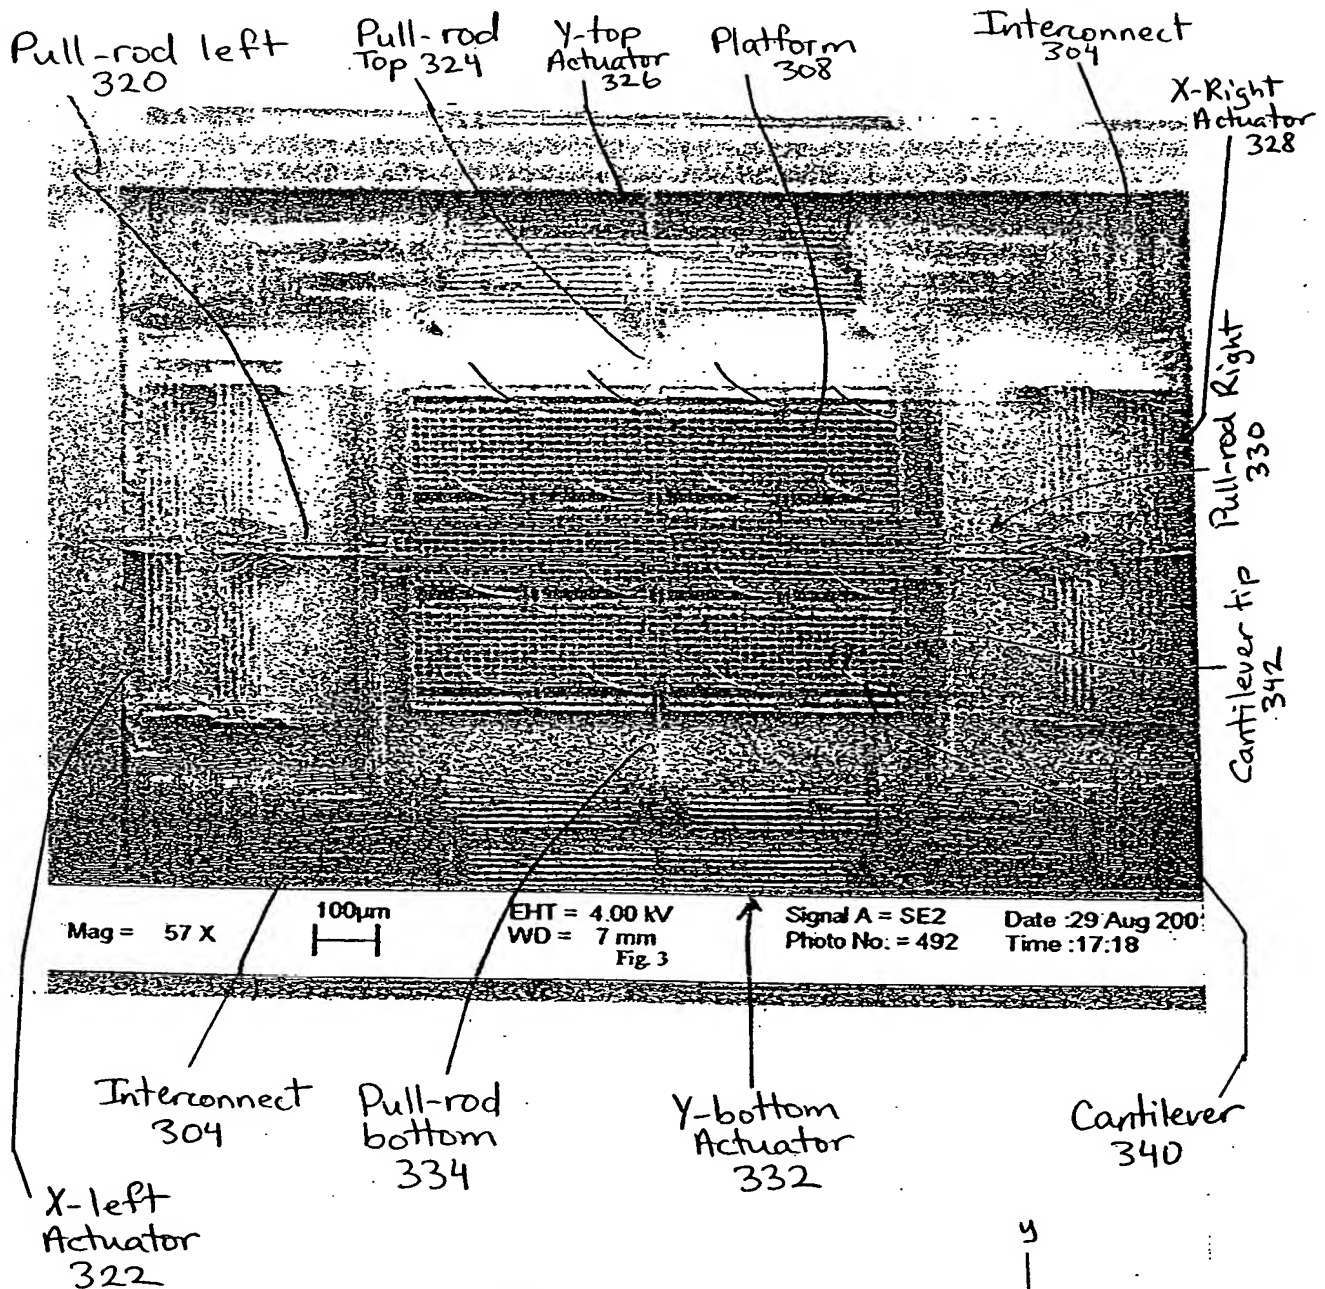 Pull-rod left
320
Pull-rod
Top 324
Y-top
Actuator
326
Platform
308
Interconnect
304
X-Right
Actuator
328
Pull-rod Right
330
Cantilever tip
342
Mag = 57 X
100µm
EHT = 4.00 kV
WD = 7 mm
Fig. 3
Signal A = SE2
Photo No. = 492
Date :29 Aug 200
Time :17:18
Interconnect
304
Pull-rod
bottom
334
Y-bottom
Actuator
332
Cantilever
340
X-left
Actuator
322
y